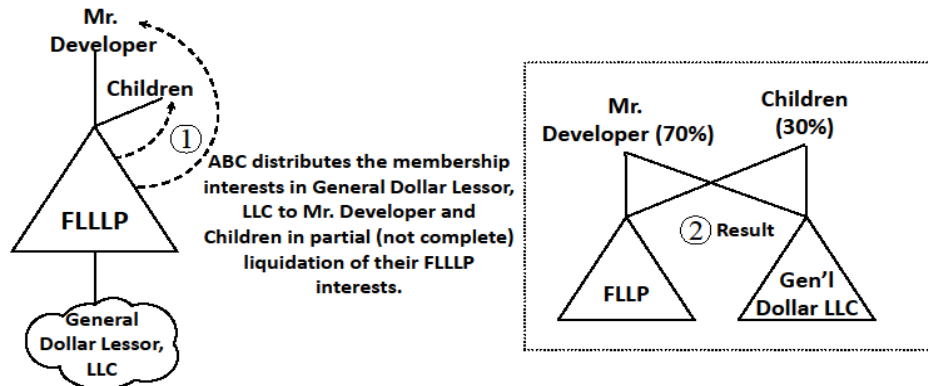 Mr.
Developer
Children
1
ABC distributes the membership
interests in General Dollar Lessor,
LLC to Mr. Developer and
Children in partial (not complete)
liquidation of their FLLLP
interests.
FLLLP
General
Dollar Lessor,
LLC
Mr.
Developer (70%)
Children
(30%)
2 Result
FLLP
Gen'l
Dollar LLC